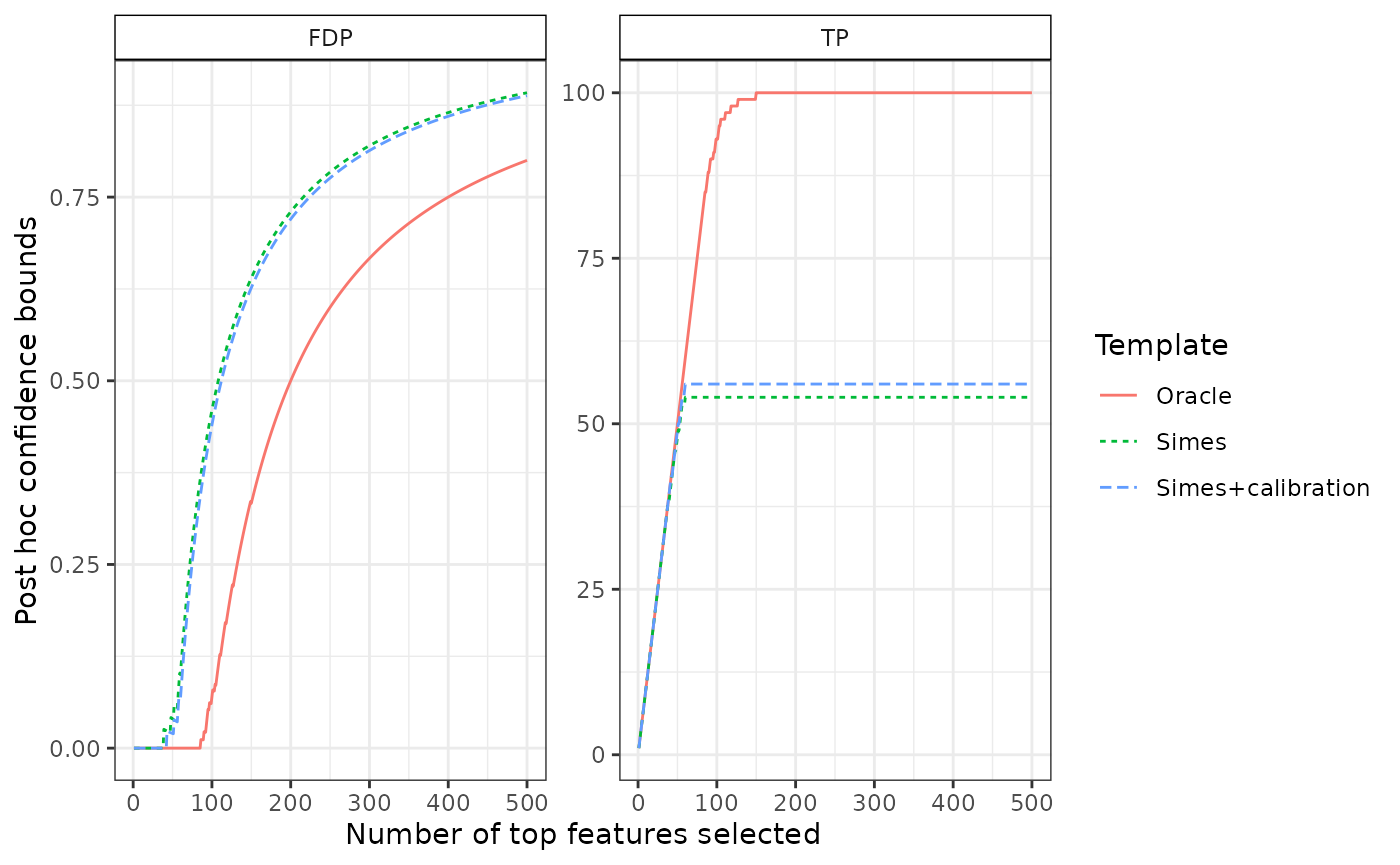 FDP
TP
Post hoc confidence bounds
0.75
0.50
0.25
0.00
100
75
50
25
0
0 100 200 300 400 500
0 100 200 300 400 500
Number of top features selected
Template
Oracle
Simes
Simes+calibration